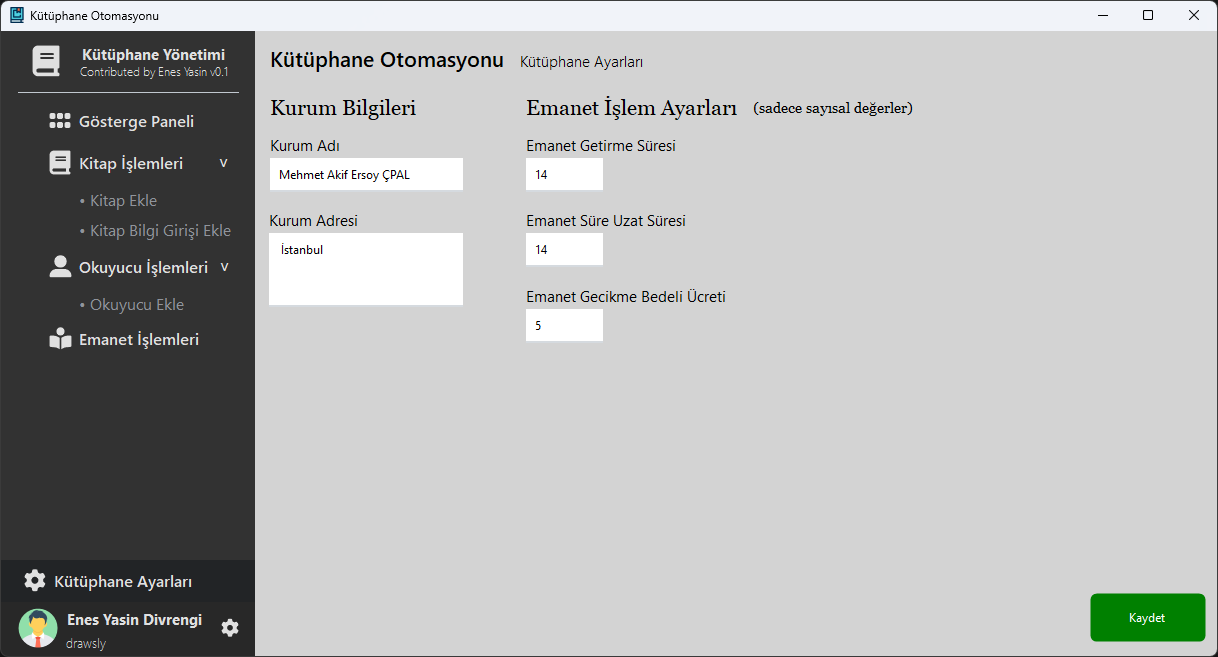 Kütüphane Otomasyonu
Kütüphane Yönetimi
Contributed by Enes Yasin v0.1
Gösterge Paneli
Kitap İşlemleri v
• Kitap Ekle
• Kitap Bilgi Girişi Ekle
Okuyucu İşlemleri v
• Okuyucu Ekle
Emanet İşlemleri
Kütüphane Ayarları
Enes Yasin Divrengi
drawsly
Kütüphane Otomasyonu Kütüphane Ayarları
Kurum Bilgileri
Kurum Adı
Mehmet Akif Ersoy ÇPAL
Kurum Adresi
İstanbul
Emanet İşlem Ayarları (sadece sayısal değerler)
Emanet Getirme Süresi
14
Emanet Süre Uzat Süresi
14
Emanet Gecikme Bedeli Ücreti
5
Kaydet